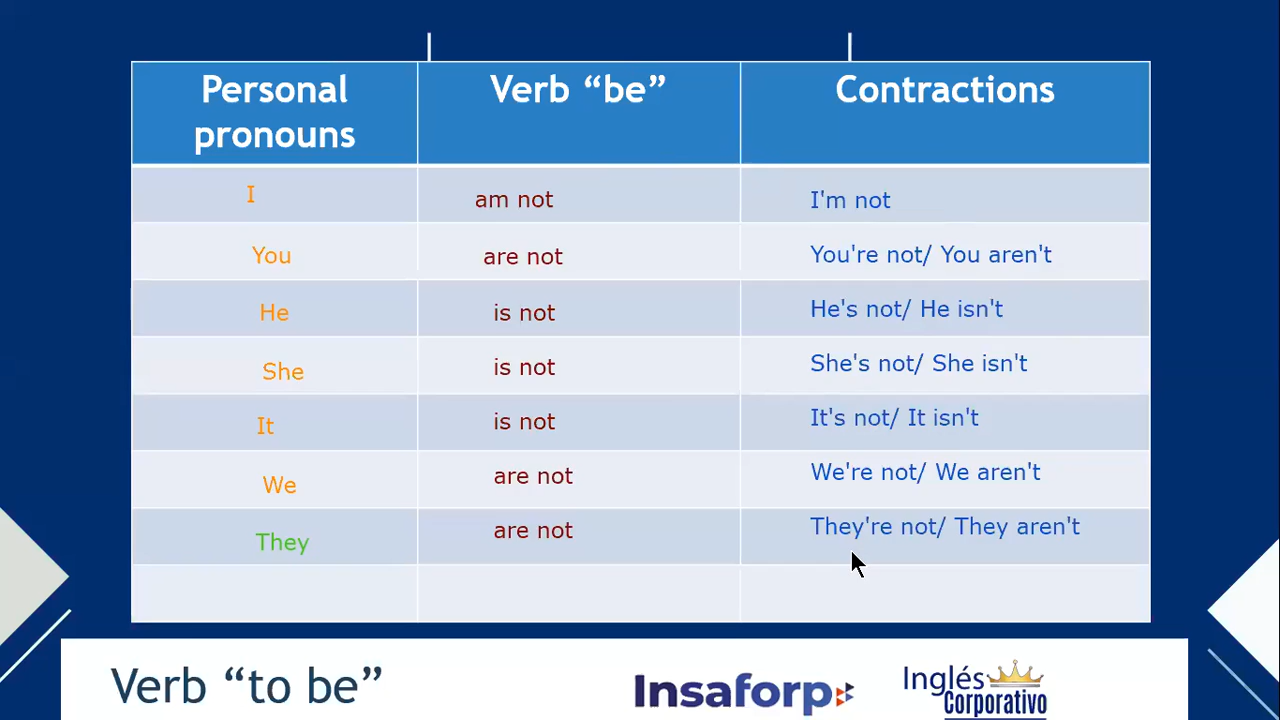 Personal pronouns Verb “be” Contractions
I am not I'm not
You are not You're not/ You aren't
He is not He's not/ He isn't
She is not She's not/ She isn't
It is not It's not/ It isn't
We are not We're not/ We aren't
They are not They're not/ They aren't
Verb “to be”
Insaforp
Inglés
Corporativo